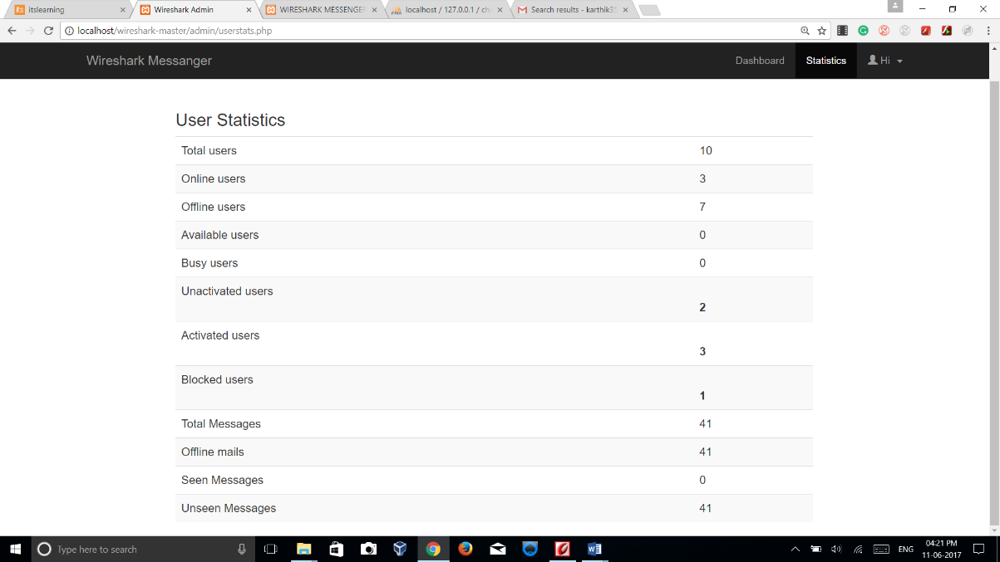 itslearning
Wireshark Admin
WIRESHARK MESSENGER
localhost / 127.0.0.1 / ch
Search results - karthik35
localhost/wireshark-master/admin/userstats.php
Wireshark Messanger
Dashboard
Statistics
Hi
User Statistics
Total users 10
Online users 3
Offline users 7
Available users 0
Busy users 0
Unactivated users
2
Activated users
3
Blocked users
1
Total Messages 41
Offline mails 41
Seen Messages 0
Unseen Messages 41
Type here to search
ENG
04:21 PM
11-06-2017